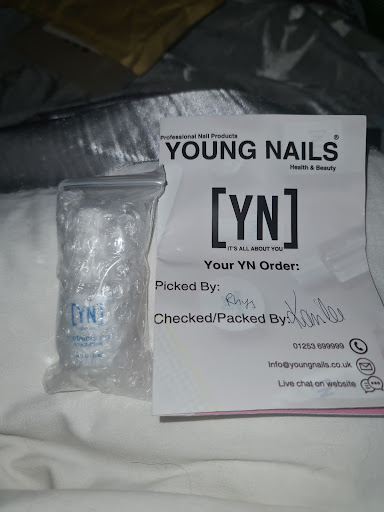 Professional Nail Products
YOUNG NAILS®
Health & Beauty
[YN]
IT'S ALL ABOUT YOU
Your YN Order:
Picked By:
Rhys
Checked/Packed By:
01253 699999
info@youngnails.co.uk
Live chat on website
[YN]